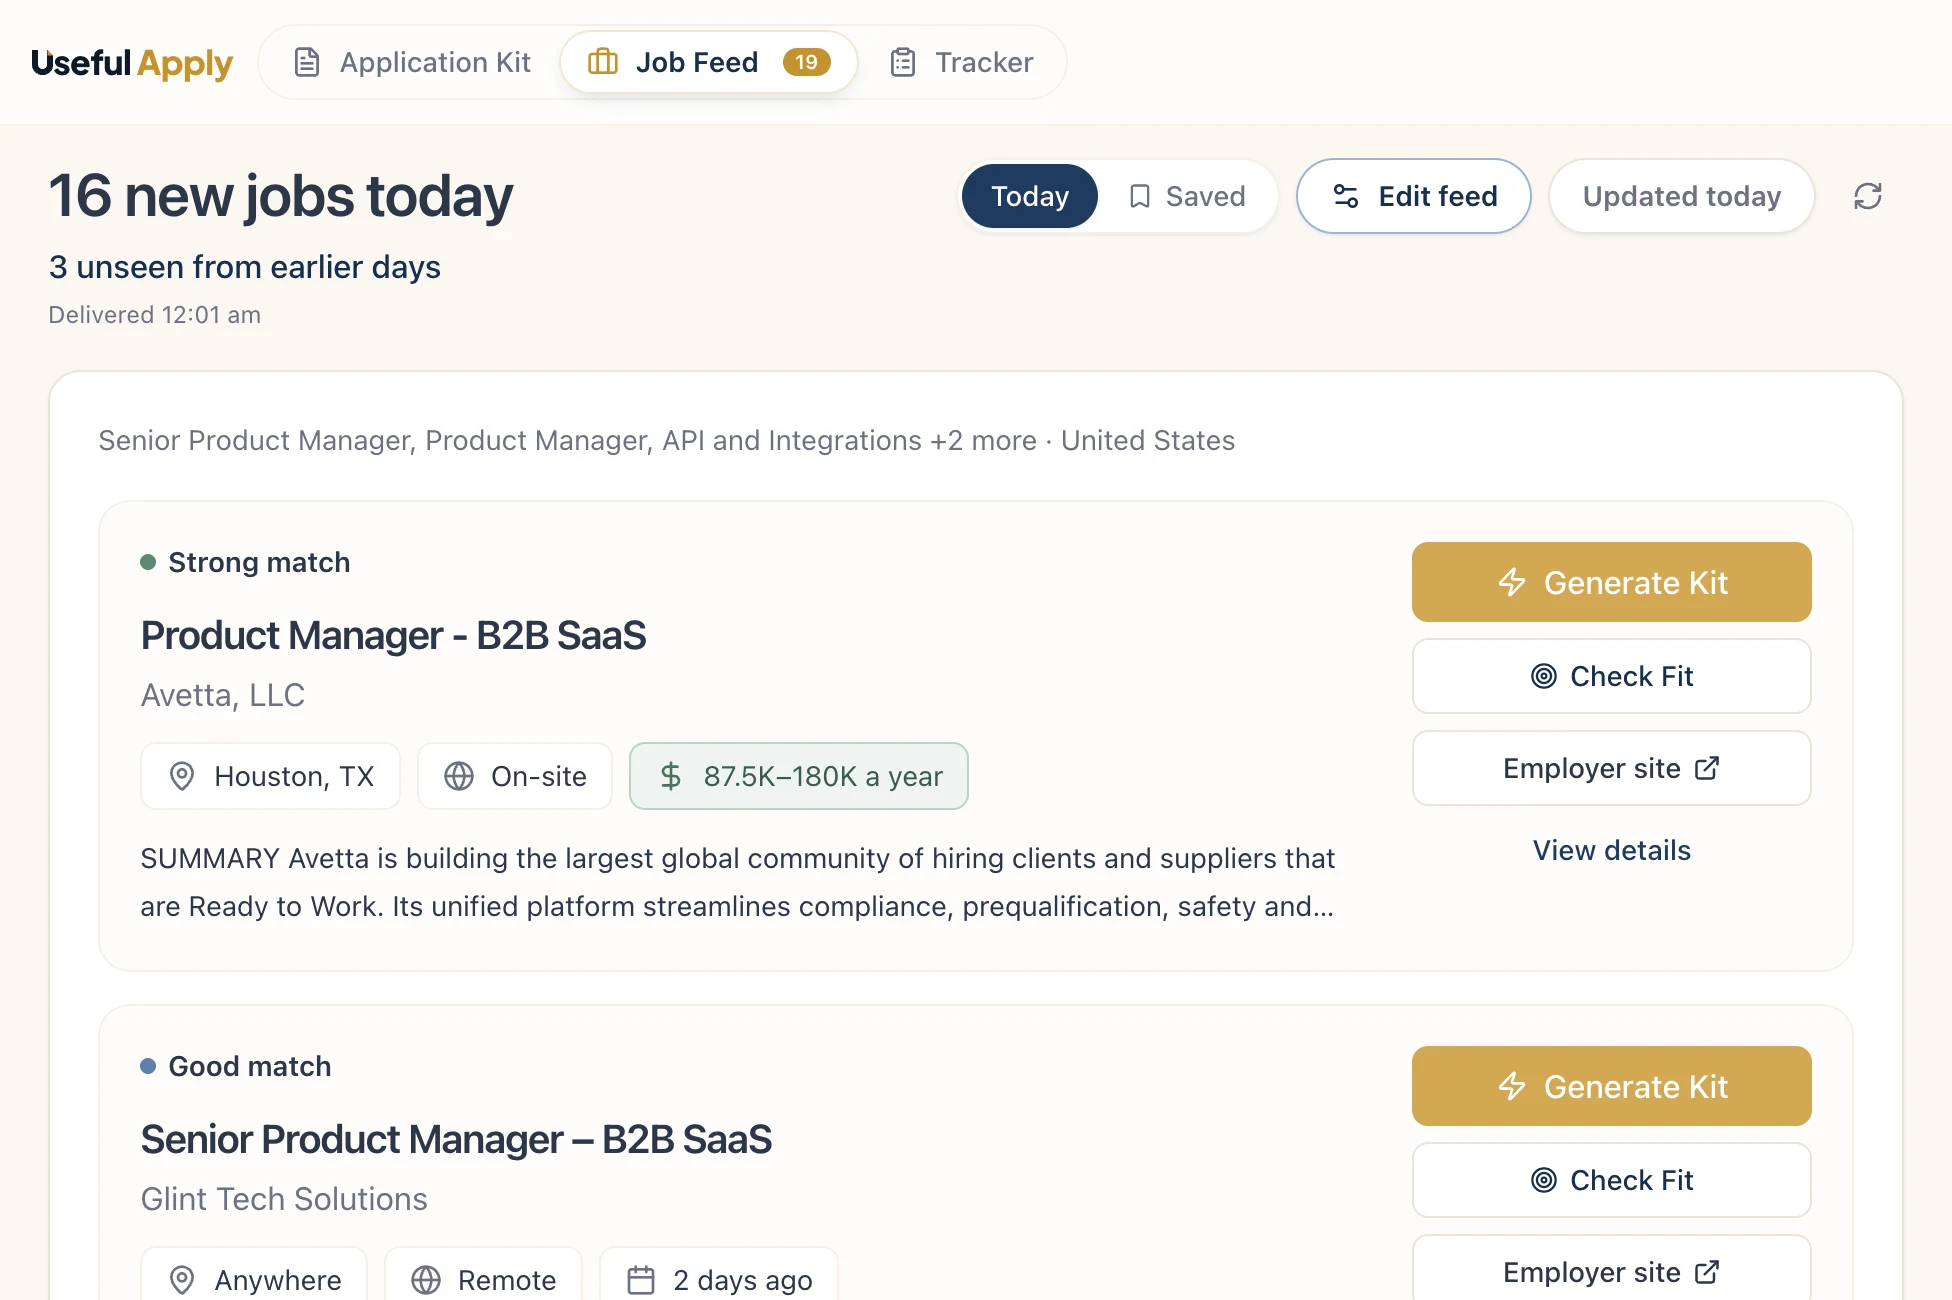 Useful Apply
Application Kit
Job Feed 19
Tracker
16 new jobs today
3 unseen from earlier days
Delivered 12:01 am
Today
Saved
Edit feed
Updated today
Senior Product Manager, Product Manager, API and Integrations +2 more · United States
Strong match
Product Manager - B2B SaaS
Avetta, LLC
Houston, TX
On-site
$ 87.5K–180K a year
SUMMARY Avetta is building the largest global community of hiring clients and suppliers that
are Ready to Work. Its unified platform streamlines compliance, prequalification, safety and...
Generate Kit
Check Fit
Employer site
View details
Good match
Senior Product Manager – B2B SaaS
Glint Tech Solutions
Anywhere
Remote
2 days ago
Generate Kit
Check Fit
Employer site